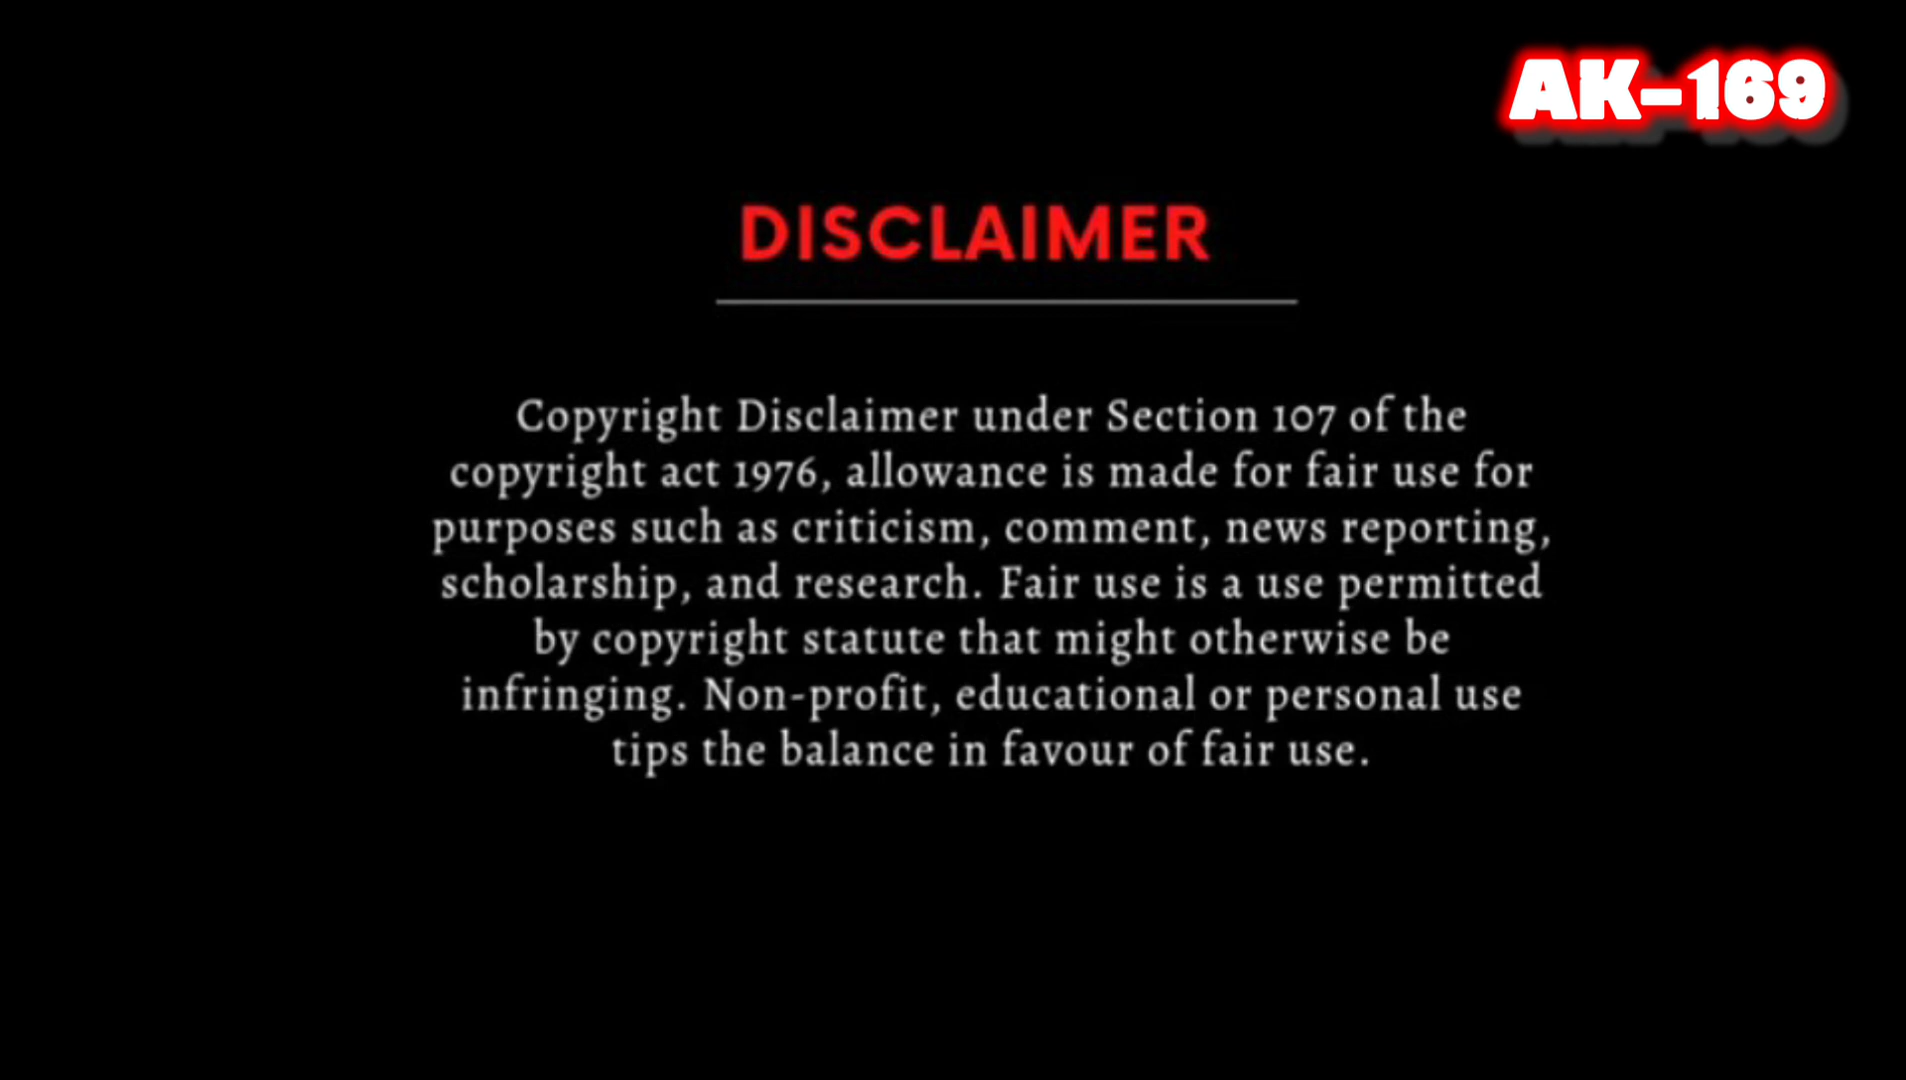 AK-169
DISCLAIMER
Copyright Disclaimer under Section 107 of the
copyright act 1976, allowance is made for fair use for
purposes such as criticism, comment, news reporting,
scholarship, and research. Fair use is a use permitted
by copyright statute that might otherwise be
infringing. Non-profit, educational or personal use
tips the balance in favour of fair use.